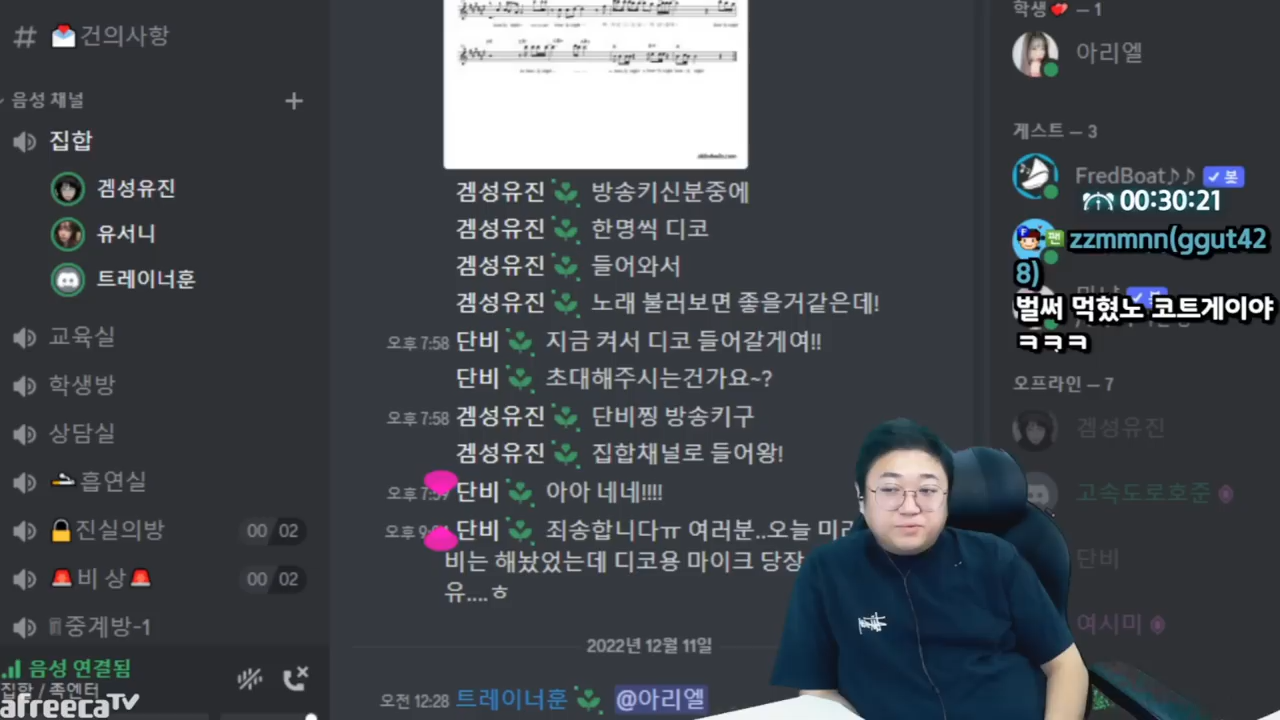 # 건의사항
음성 채널 +
집합
겜성유진
유서니
트레이너훈
교육실
학생방
상담실
흡연실
진실의방 00 02
비 상 00 02
중계방-1
음성 연결됨
집합 / 족엔터
afreecaTV
겜성유진 방송키신분중에
겜성유진 한명씩 디코
겜성유진 들어와서
겜성유진 노래 불러보면 좋을거같은데!
오후 7:58 단비 지금 켜서 디코 들어갈게여!!
단비 초대해주시는건가요~?
오후 7:58 겜성유진 단비찡 방송키구
겜성유진 집합채널로 들어왕!
오후 단비 아아 네네!!!!
오후 단비 죄송합니다ㅠ 여러분..오늘 미리
비는 해놨었는데 디코용 마이크 당장
유....ㅎ
2022년 12월 11일
오전 12:28 트레이너훈 @아리엘
학생 – 1
아리엘
게스트 – 3
FredBoat♪♪ 봇
00:30:21
팬 zzmmnn(ggut42
8)
벌써 먹혔노 코트게이야
ㅋㅋㅋ
오프라인 – 7
겜성유진
고속도로호준
단비
여시미